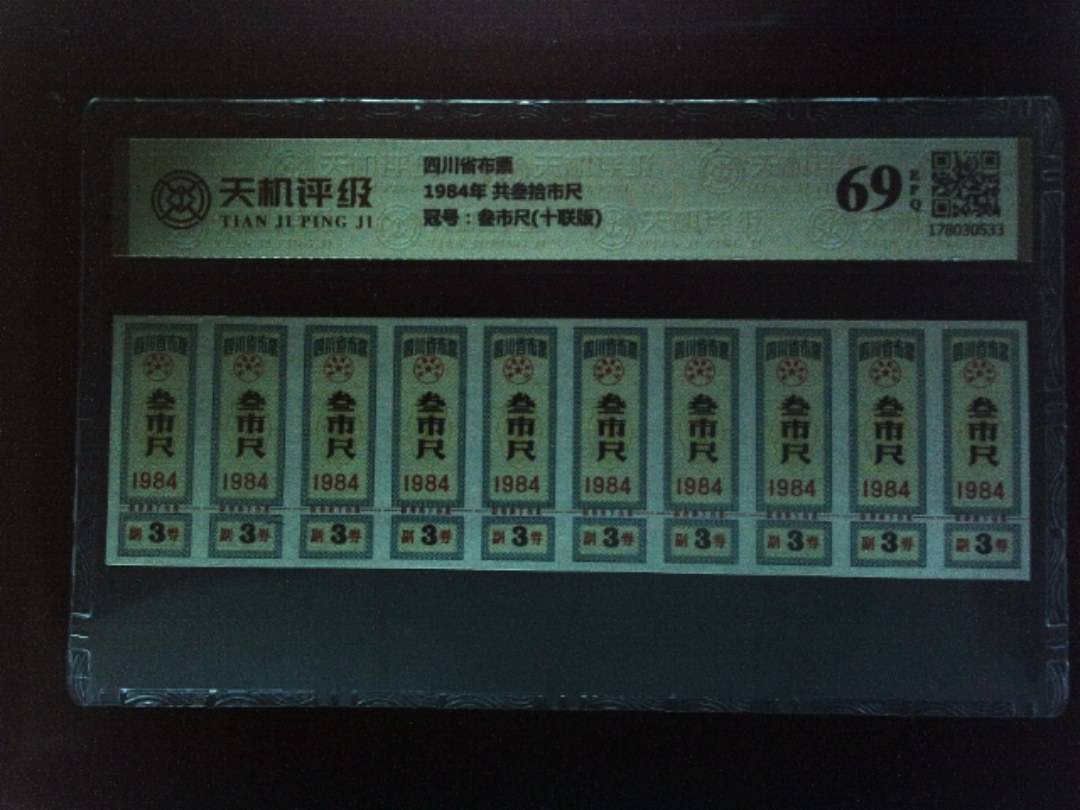 天机评级
TIAN JI PING JI
四川省布票
1984年 共叁拾市尺
冠号：叁市尺(十联版)
69
EPQ
178030533
四川省布票 四川省布票 四川省布票 四川省布票 四川省布票 四川省布票 四川省布票 四川省布票 四川省布票 四川省布票
叁市尺 叁市尺 叁市尺 叁市尺 叁市尺 叁市尺 叁市尺 叁市尺 叁市尺 叁市尺
1984 1984 1984 1984 1984 1984 1984 1984 1984 1984
副3券 副3券 副3券 副3券 副3券 副3券 副3券 副3券 副3券 副3券